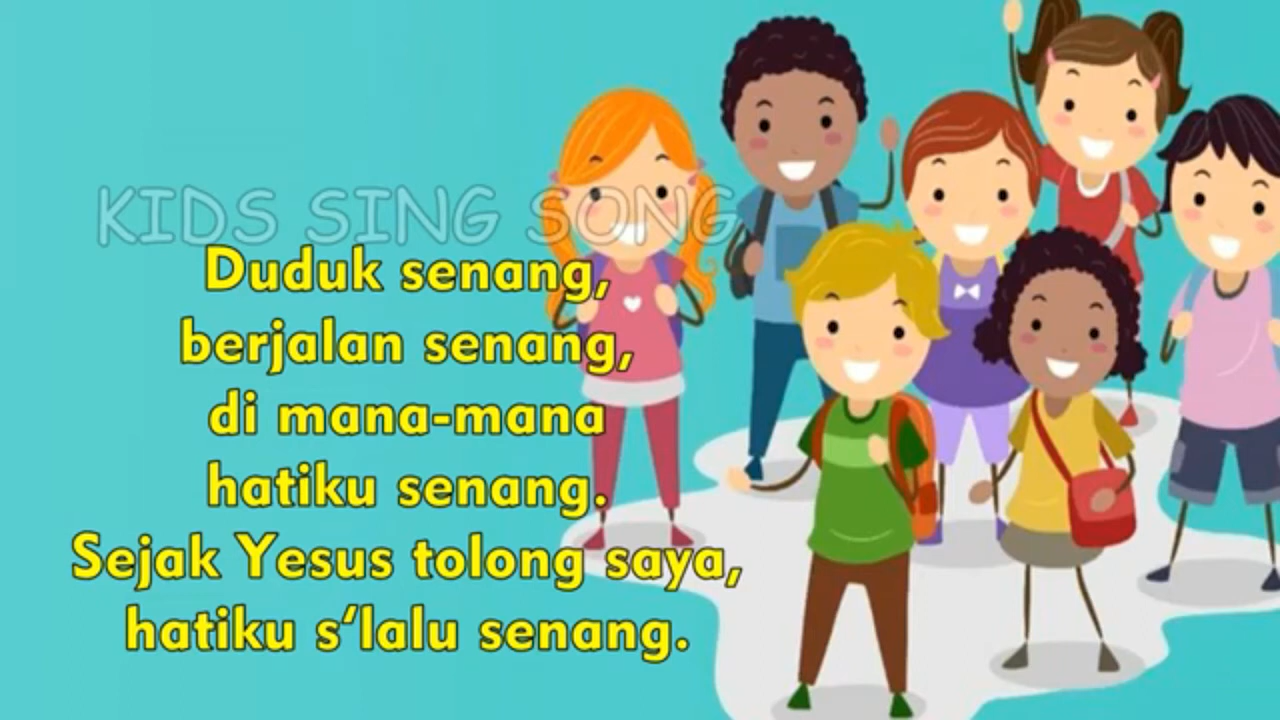 KIDS SING SONG
Duduk senang,
berjalan senang,
di mana-mana
hatiku senang.
Sejak Yesus tolong saya,
hatiku s‘lalu senang.